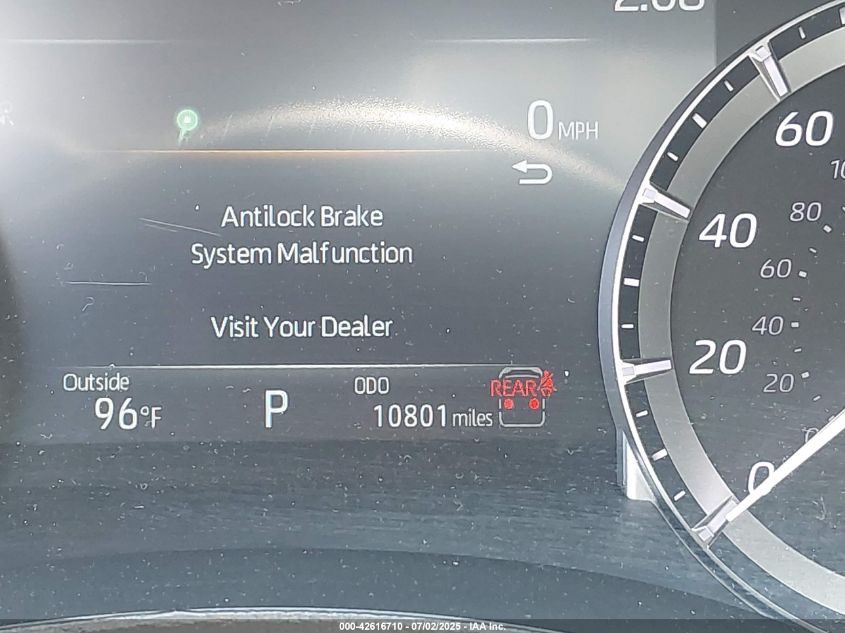 0 MPH
Antilock Brake
System Malfunction
Visit Your Dealer
Outside
96°F
P
ODO
10801 miles
REAR
60
40
20
0
80
60
40
20
000-42616710 - 07/02/2025 - IAA Inc.